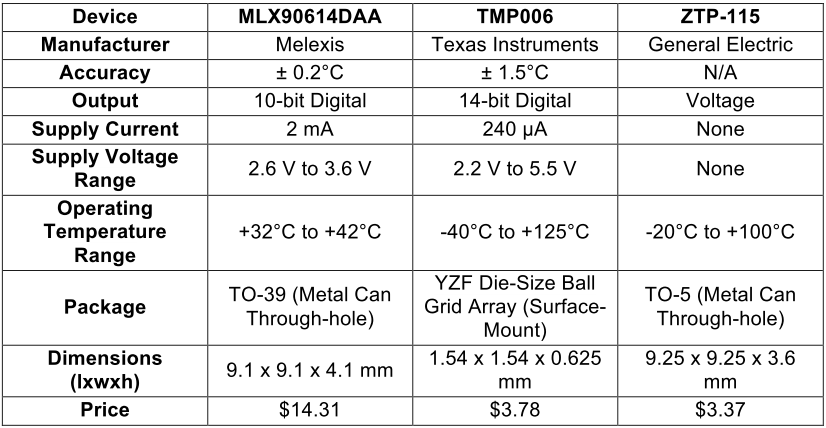 Device MLX90614DAA TMP006 ZTP-115
Manufacturer Melexis Texas Instruments General Electric
Accuracy ± 0.2°C ± 1.5°C N/A
Output 10-bit Digital 14-bit Digital Voltage
Supply Current 2 mA 240 µA None
Supply Voltage
Range
2.6 V to 3.6 V 2.2 V to 5.5 V None
Operating
Temperature
Range
+32°C to +42°C -40°C to +125°C -20°C to +100°C
Package
TO-39 (Metal Can
Through-hole)
YZF Die-Size Ball
Grid Array (Surface-
Mount)
TO-5 (Metal Can
Through-hole)
Dimensions
(lxwxh)
9.1 x 9.1 x 4.1 mm
1.54 x 1.54 x 0.625
mm
9.25 x 9.25 x 3.6
mm
Price $14.31 $3.78 $3.37